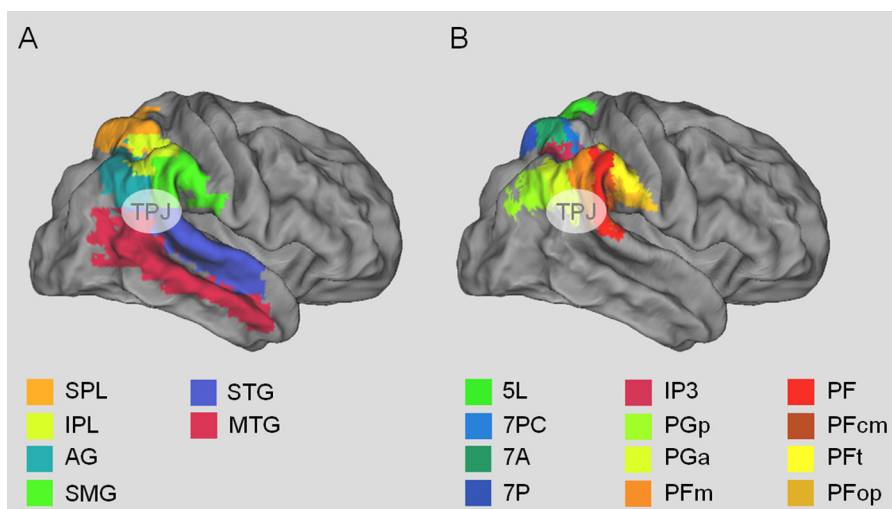 A
B
TPJ
TPJ
SPL
STG
IPL
MTG
AG
SMG
5L
IP3
PF
7PC
PGp
PFcm
7A
PGa
PFt
7P
PFm
PFop